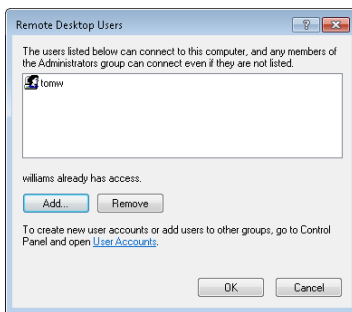 Remote Desktop Users
The users listed below can connect to this computer, and any members of
the Administrators group can connect even if they are not listed.
tomw
williams already has access.
Add... Remove
To create new user accounts or add users to other groups, go to Control
Panel and open User Accounts.
OK Cancel